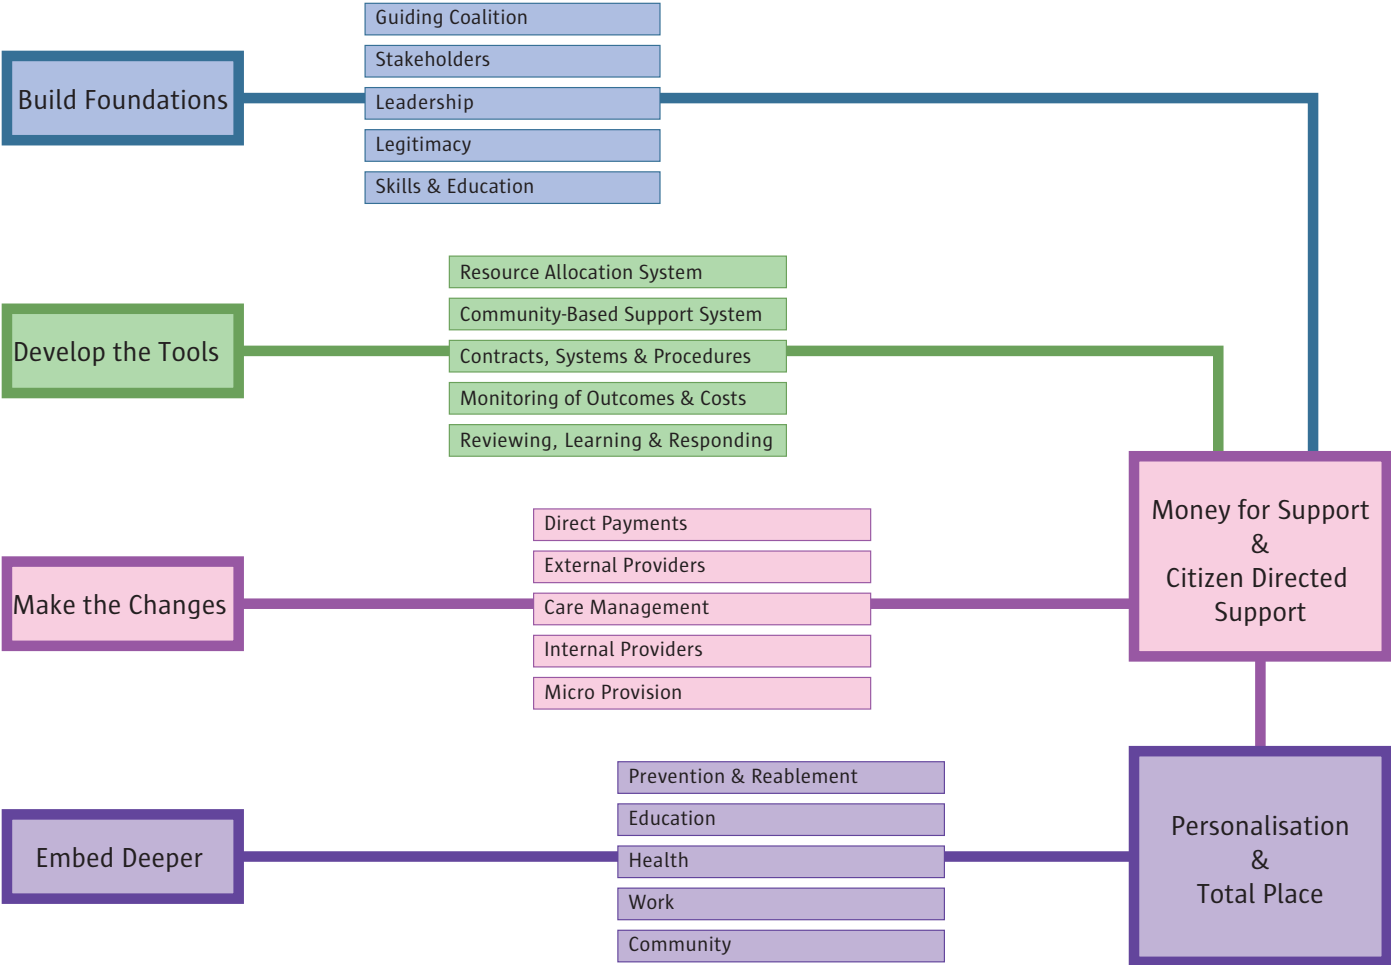 Build Foundations
Guiding Coalition
Stakeholders
Leadership
Legitimacy
Skills & Education
Develop the Tools
Resource Allocation System
Community-Based Support System
Contracts, Systems & Procedures
Monitoring of Outcomes & Costs
Reviewing, Learning & Responding
Make the Changes
Direct Payments
External Providers
Care Management
Internal Providers
Micro Provision
Money for Support
&
Citizen Directed
Support
Embed Deeper
Prevention & Reablement
Education
Health
Work
Community
Personalisation
&
Total Place